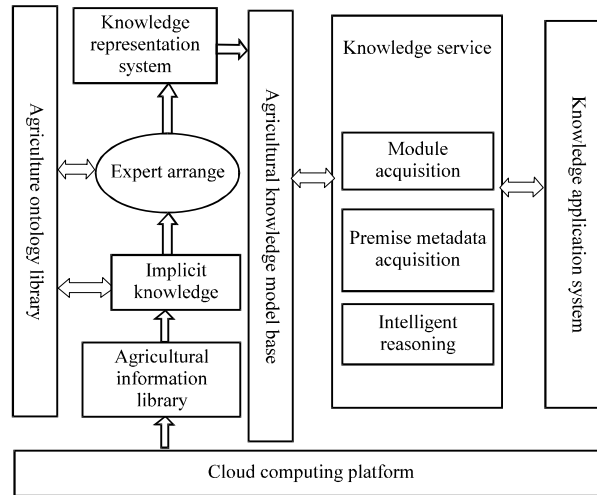 Knowledge
representation
system
Agriculture ontology library
Expert arrange
Implicit
knowledge
Agricultural
information
library
Agricultural knowledge model base
Knowledge service
Module
acquisition
Premise metadata
acquisition
Intelligent
reasoning
Knowledge application system
Cloud computing platform